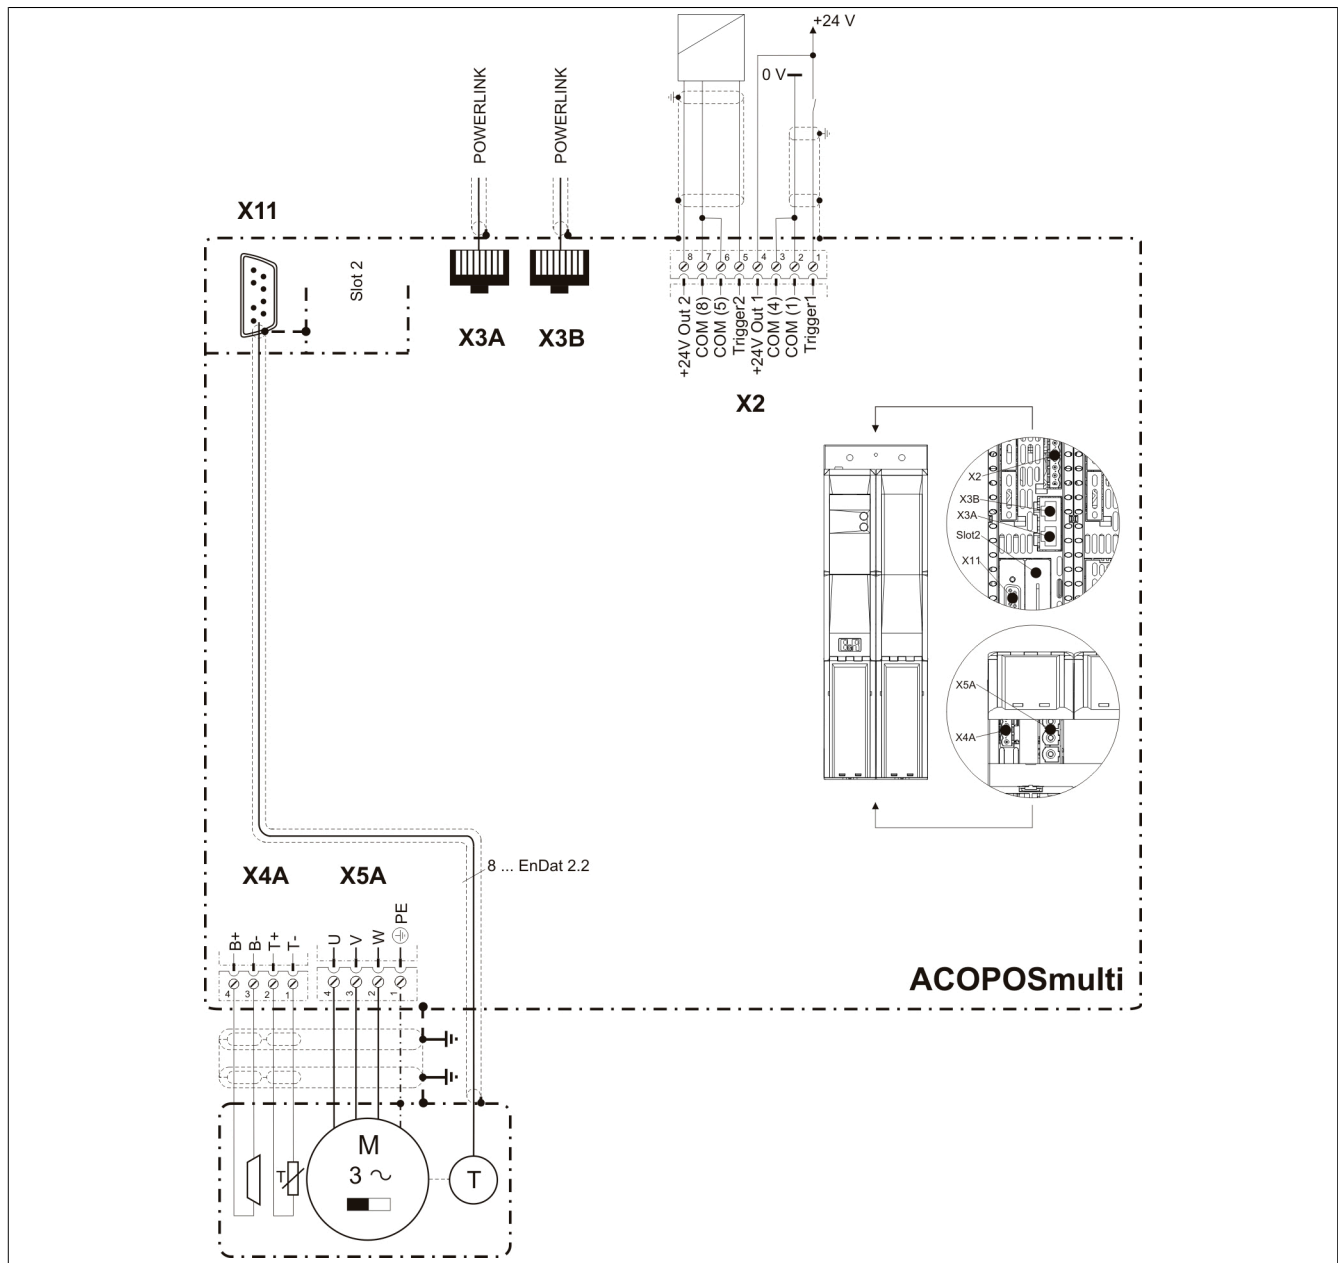 +24 V
0 V
POWERLINK
POWERLINK
X11
Slot 2
8 7 6 5 4 3 2 1
X3A
X3B
+24V Out 2
COM (8)
COM (5)
Trigger2
+24V Out 1
COM (4)
COM (1)
Trigger1
X2
X2
X3B
X3A
Slot2
X11
X5A
X4A
8 ... EnDat 2.2
X4A
X5A
B+
B-
T+
T-
U
V
W
PE
4 3 2 1
4 3 2 1
ACOPOSmulti
M
3 ~
T
T